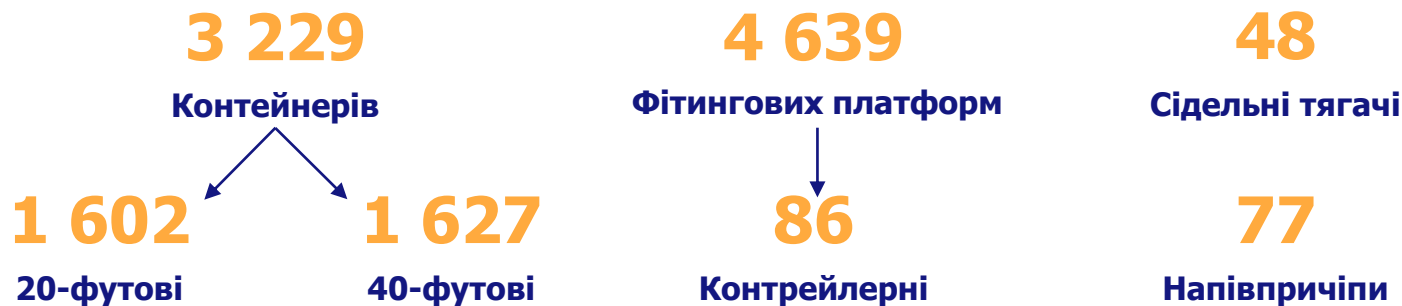 3 229
Контейнерів
4 639
Фітингових платформ
48
Сідельні тягачі
1 602
20-футові
1 627
40-футові
86
Контрейлерні
77
Напівпричіпи